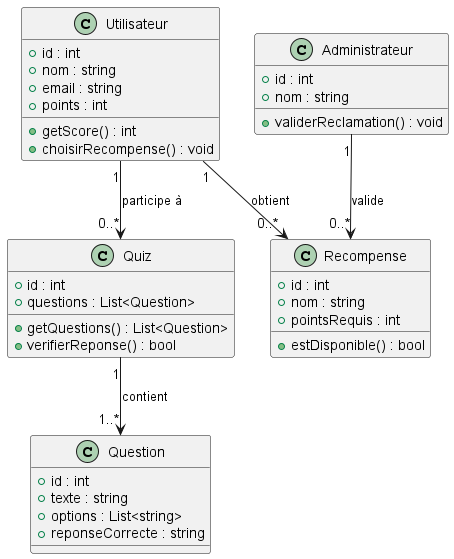 C Utilisateur
id : int
nom : string
email : string
points : int
getScore() : int
choisirRecompense() : void
C Administrateur
id : int
nom : string
validerReclamation() : void
1
participe à
0..*
1
obtient
0..*
1
valide
0..*
C Quiz
id : int
questions : List<Question>
getQuestions() : List<Question>
verifierReponse() : bool
C Recompense
id : int
nom : string
pointsRequis : int
estDisponible() : bool
1
contient
1..*
C Question
id : int
texte : string
options : List<string>
reponseCorrecte : string